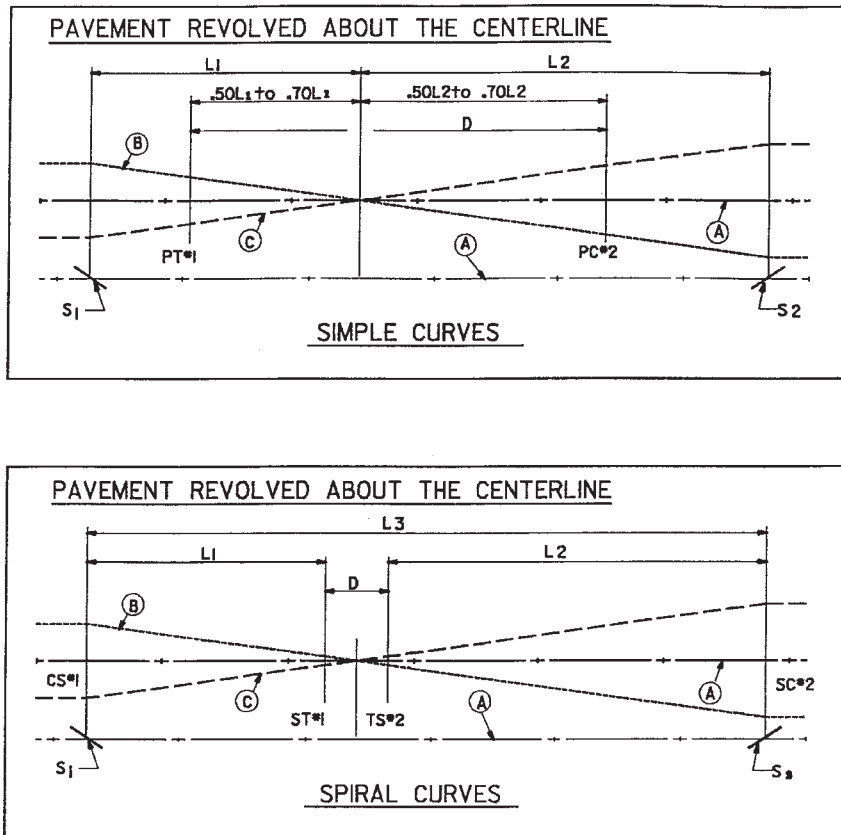 PAVEMENT REVOLVED ABOUT THE CENTERLINE
L1 L2
.50L1 to .70L1 .50L2 to .70L2
D
B
A
C A
PT#1 PC#2
S1 S2
SIMPLE CURVES
PAVEMENT REVOLVED ABOUT THE CENTERLINE
L3
L1 L2
D
B
CS#1 A SC#2
C A
ST#1 TS#2
S1 S2
SPIRAL CURVES